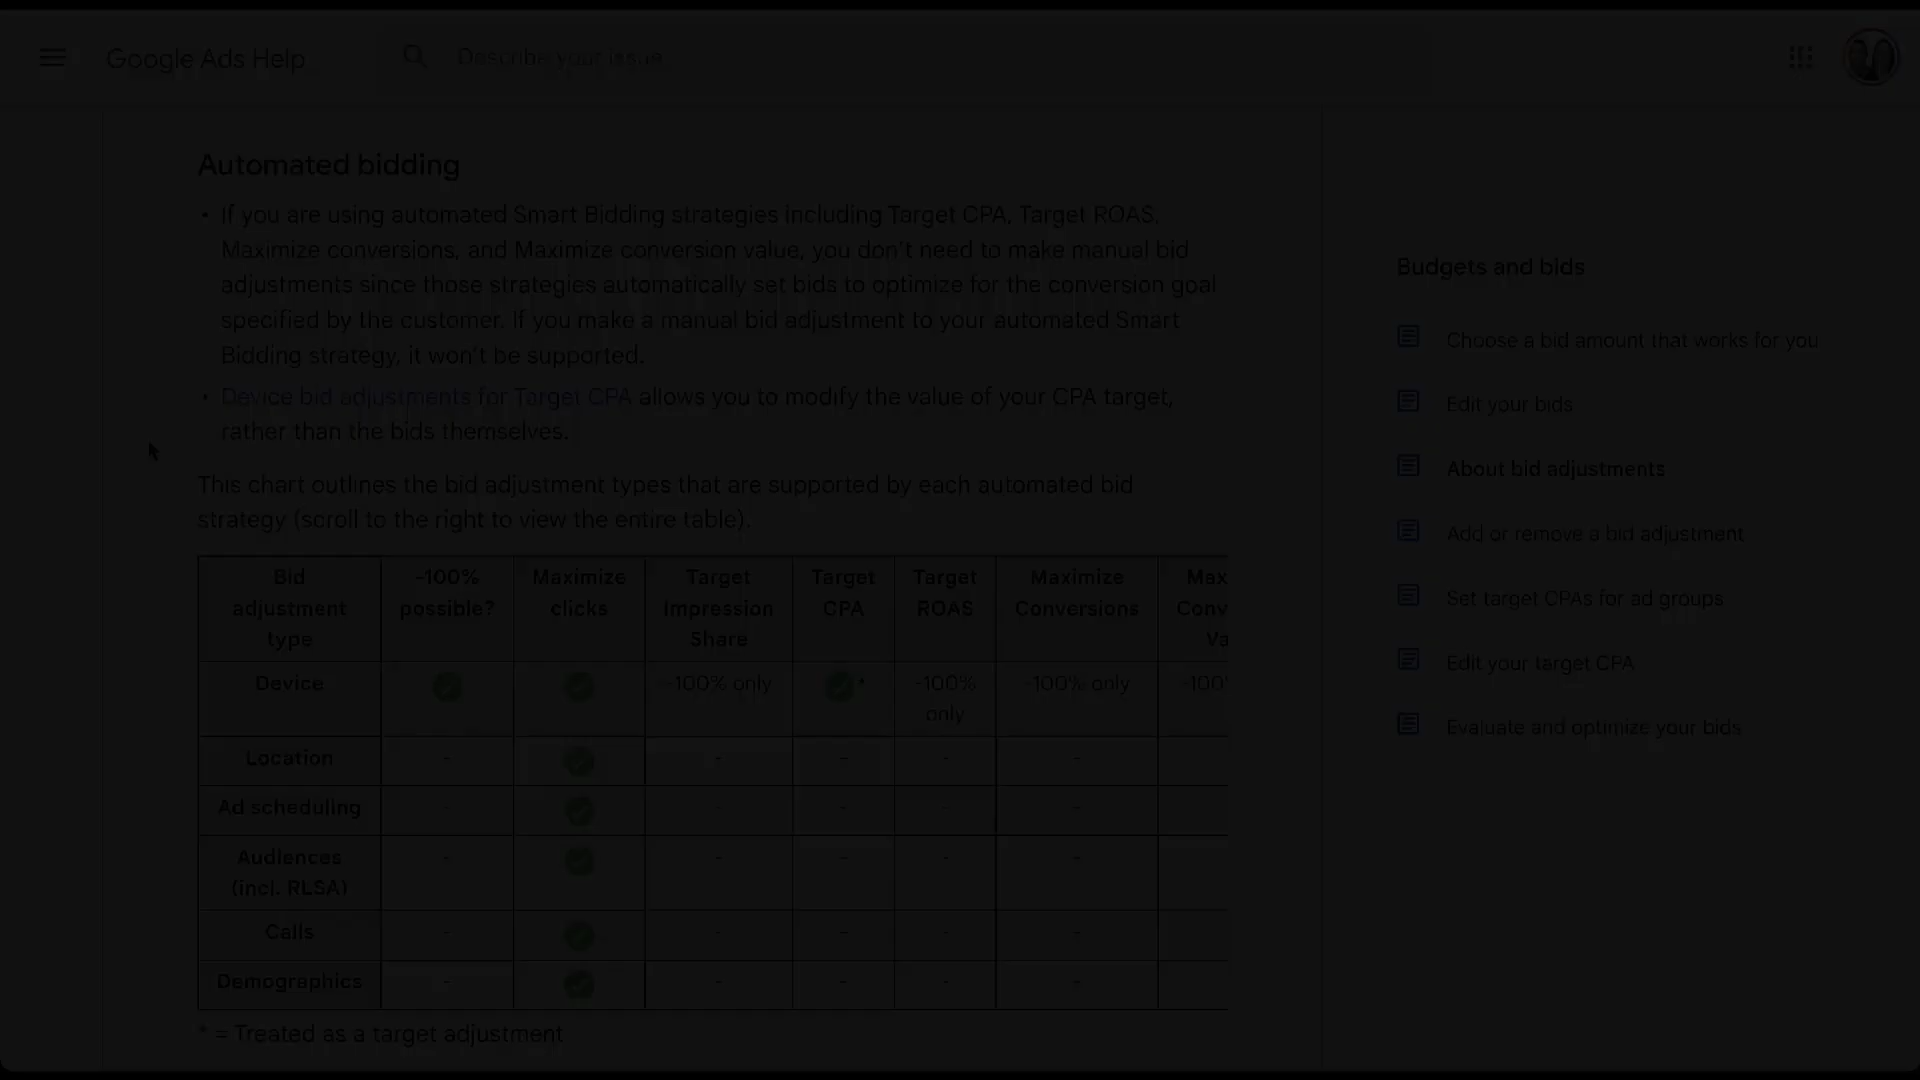 Google Ads Help
Describe your issue
Automated bidding
• If you are using automated Smart Bidding strategies including Target CPA, Target ROAS,
Maximize conversions, and Maximize conversion value, you don't need to make manual bid
adjustments since those strategies automatically set bids to optimize for the conversion goal
specified by the customer. If you make a manual bid adjustment to your automated Smart
Bidding strategy, it won't be supported.
• Device bid adjustments for Target CPA allows you to modify the value of your CPA target,
rather than the bids themselves.
This chart outlines the bid adjustment types that are supported by each automated bid
strategy (scroll to the right to view the entire table).
Bid adjustment type
-100% possible?
Maximize clicks
Target Impression Share
Target CPA
Target ROAS
Maximize Conversions
Max
Conv
Va
Device
-100% only
*
-100% only
-100% only
-100
Location - - - - -
Ad scheduling - - - -
Audiences (incl. RLSA) - - - - -
Calls - - - - -
Demographics - - - - -
* = Treated as a target adjustment
Budgets and bids
Choose a bid amount that works for you
Edit your bids
About bid adjustments
Add or remove a bid adjustment
Set target CPAs for ad groups
Edit your target CPA
Evaluate and optimize your bids